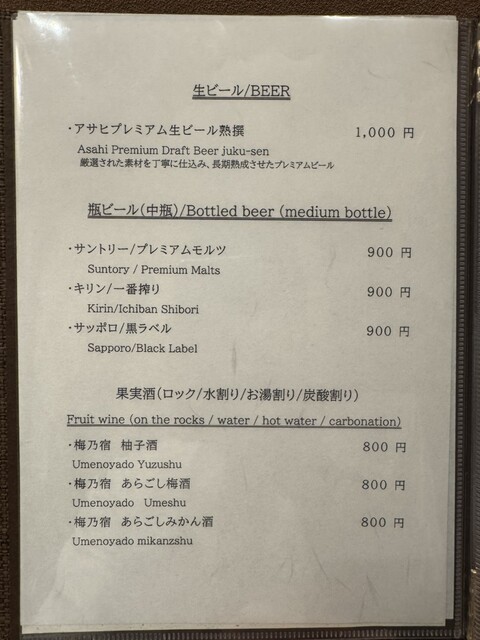 生ビール/BEER
・アサヒプレミアム生ビール熟撰 1,000 円
Asahi Premium Draft Beer juku-sen
厳選された素材を丁寧に仕込み、長期熟成させたプレミアムビール
瓶ビール(中瓶)/Bottled beer (medium bottle)
・サントリー/プレミアムモルツ 900 円
Suntory / Premium Malts
・キリン/一番搾り 900 円
Kirin/Ichiban Shibori
・サッポロ/黒ラベル 900 円
Sapporo/Black Label
果実酒(ロック/水割り/お湯割り/炭酸割り)
Fruit wine (on the rocks / water / hot water / carbonation)
・梅乃宿 柚子酒 800 円
Umenoyado Yuzushu
・梅乃宿 あらごし梅酒 800 円
Umenoyado Umeshu
・梅乃宿 あらごしみかん酒 800 円
Umenoyado mikanzshu